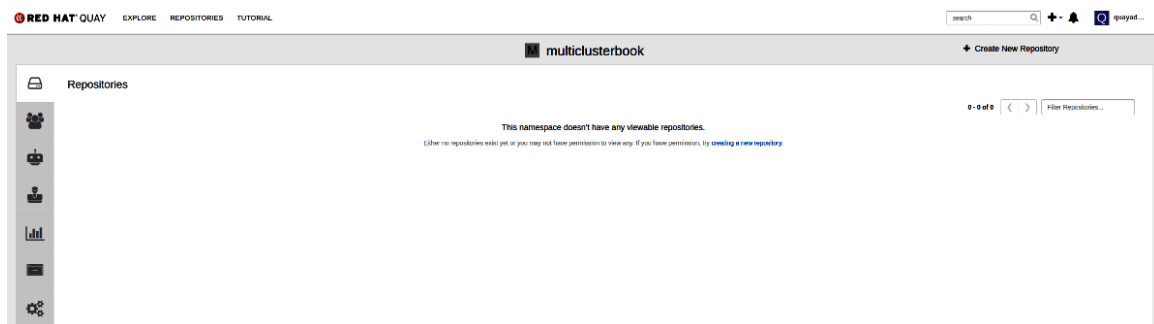 RED HAT QUAY EXPLORE REPOSITORIES TUTORIAL search Q quayad...
M multiclusterbook + Create New Repository
Repositories
0 - 0 of 0 < > Filter Repositories...
This namespace doesn't have any viewable repositories.
Either no repositories exist yet or you may not have permission to view any. If you have permission, try creating a new repository.